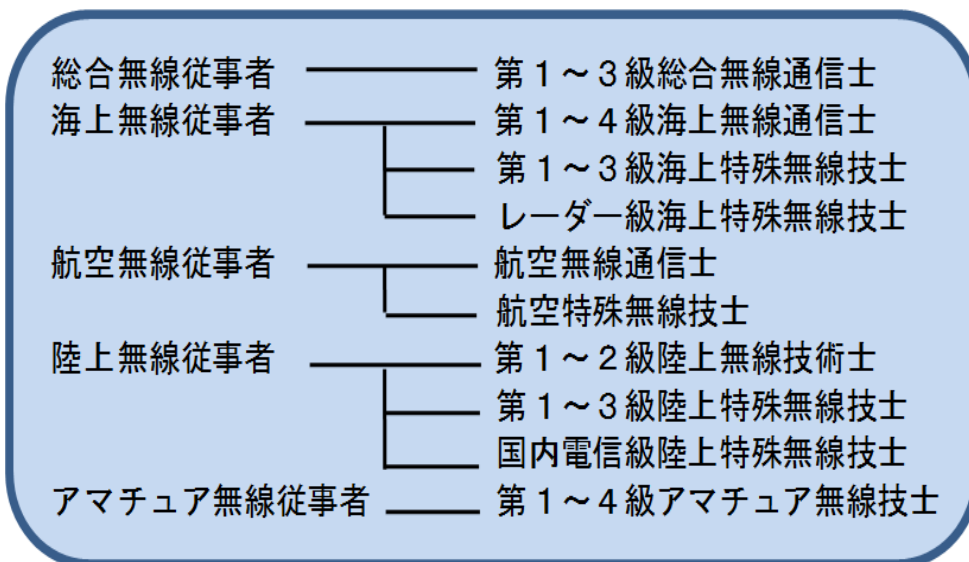 総合無線従事者 第１～３級総合無線通信士
海上無線従事者 第１～４級海上無線通信士
第１～３級海上特殊無線技士
レーダー級海上特殊無線技士
航空無線従事者 航空無線通信士
航空特殊無線技士
陸上無線従事者 第１～２級陸上無線技術士
第１～３級陸上特殊無線技士
国内電信級陸上特殊無線技士
アマチュア無線従事者 第１～４級アマチュア無線技士